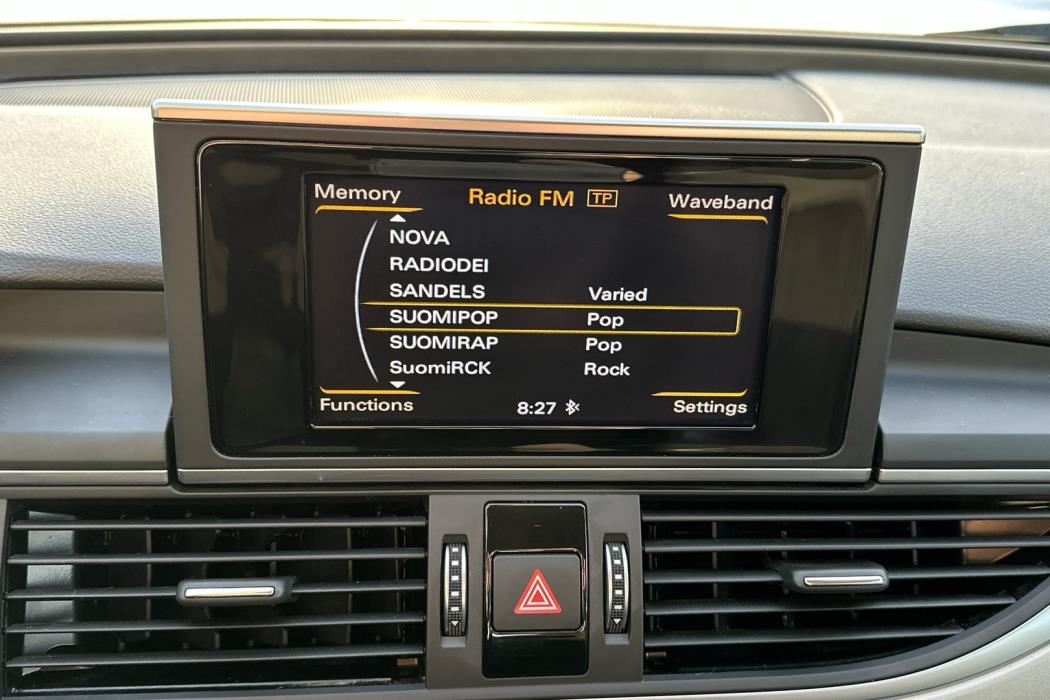 Memory Radio FM TP Waveband
NOVA
RADIODEI
SANDELS Varied
SUOMIPOP Pop
SUOMIRAP Pop
SuomiRCK Rock
Functions 8:27 Settings